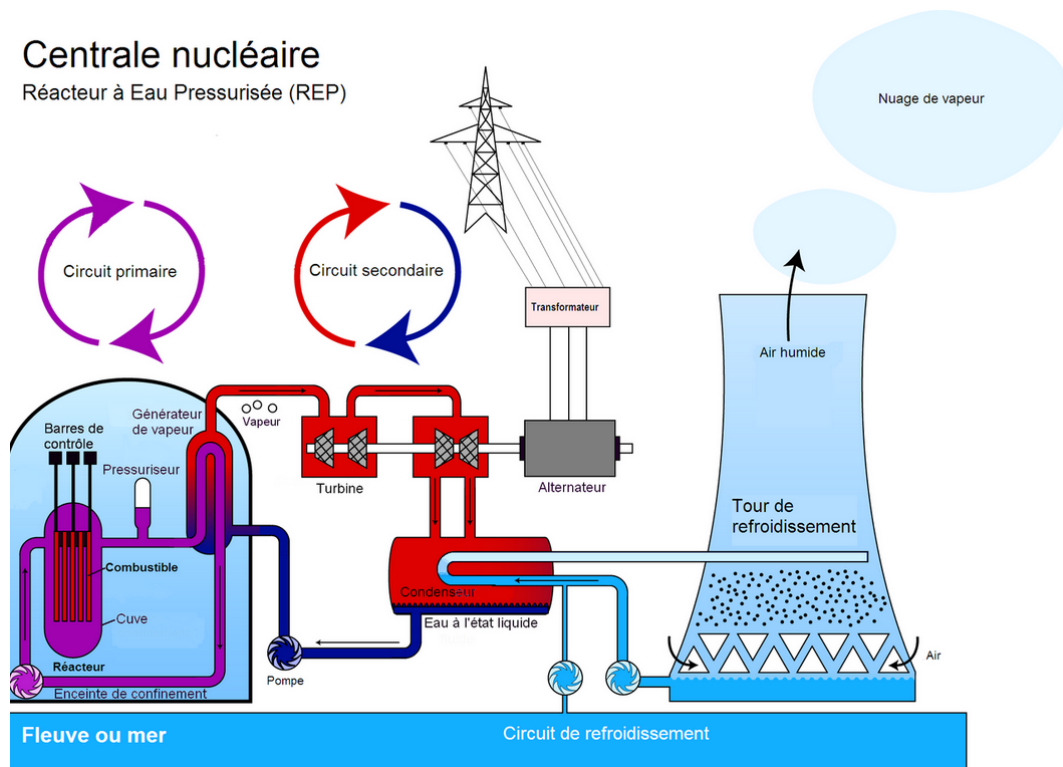 Centrale nucléaire
Réacteur à Eau Pressurisée (REP)
Nuage de vapeur
Circuit primaire
Circuit secondaire
Transformateur
Air humide
Générateur
de vapeur
Vapeur
Barres de
contrôle
Pressuriseur
Turbine
Alternateur
Tour de
refroidissement
Combustible
Condenseur
Eau à l'état liquide
Cuve
Réacteur
Pompe
Air
Enceinte de confinement
Fleuve ou mer
Circuit de refroidissement